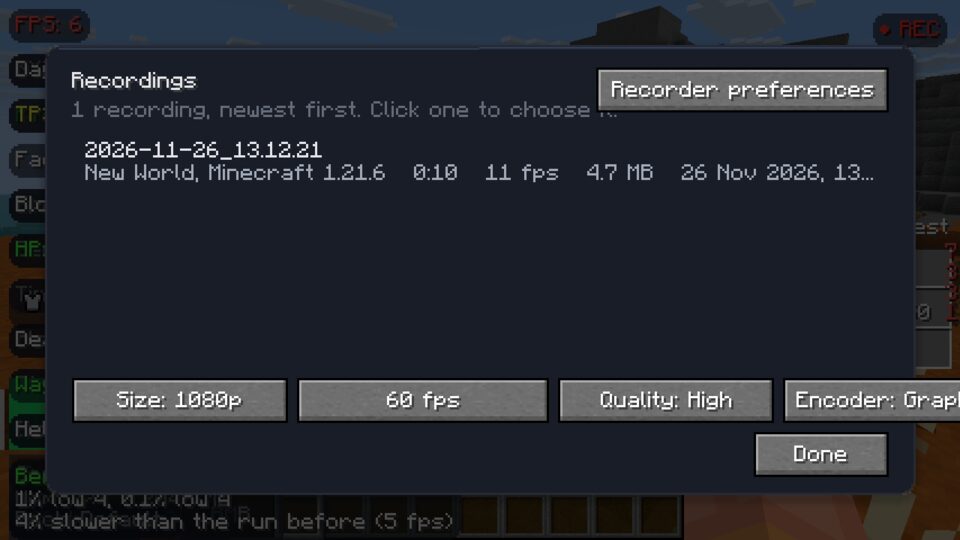 FPS: 6
REC
Recordings
Recorder preferences
1 recording, newest first. Click one to choose
2026-11-26_13.12.21
New World, Minecraft 1.21.6 0:10 11 fps 4.7 MB 26 Nov 2026, 13...
Size: 1080p
60 fps
Quality: High
Encoder: Grap
Done
1% low 4, 0.1% low 4
4% slower than the run before (5 fps)